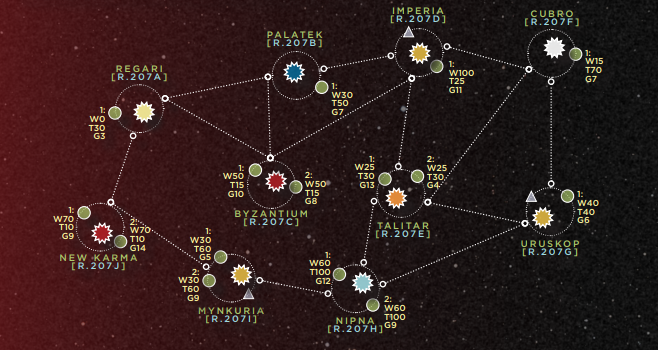 IMPERIA
[R.207D]
W100
T25
G11
CUBRO
[R.207F]
1:
W15
T70
G7
PALATEK
[R.207B]
1:
W30
T50
G7
REGARI
[R.207A]
1:
W0
T30
G3
1:
W50
T15
G10
2:
W50
T15
G8
BYZANTIUM
[R.207C]
1:
W25
T30
G13
2:
W25
T30
G4
TALITAR
[R.207E]
1:
W40
T40
G6
URUSKOP
[R.207G]
1:
W70
T10
G9
2:
W70
T10
G14
NEW KARMA
[R.207J]
1:
W30
T60
G5
2:
W30
T60
G9
MYNKURIA
[R.207I]
1:
W60
T100
G12
2:
W60
T100
G9
NIPNA
[R.207H]